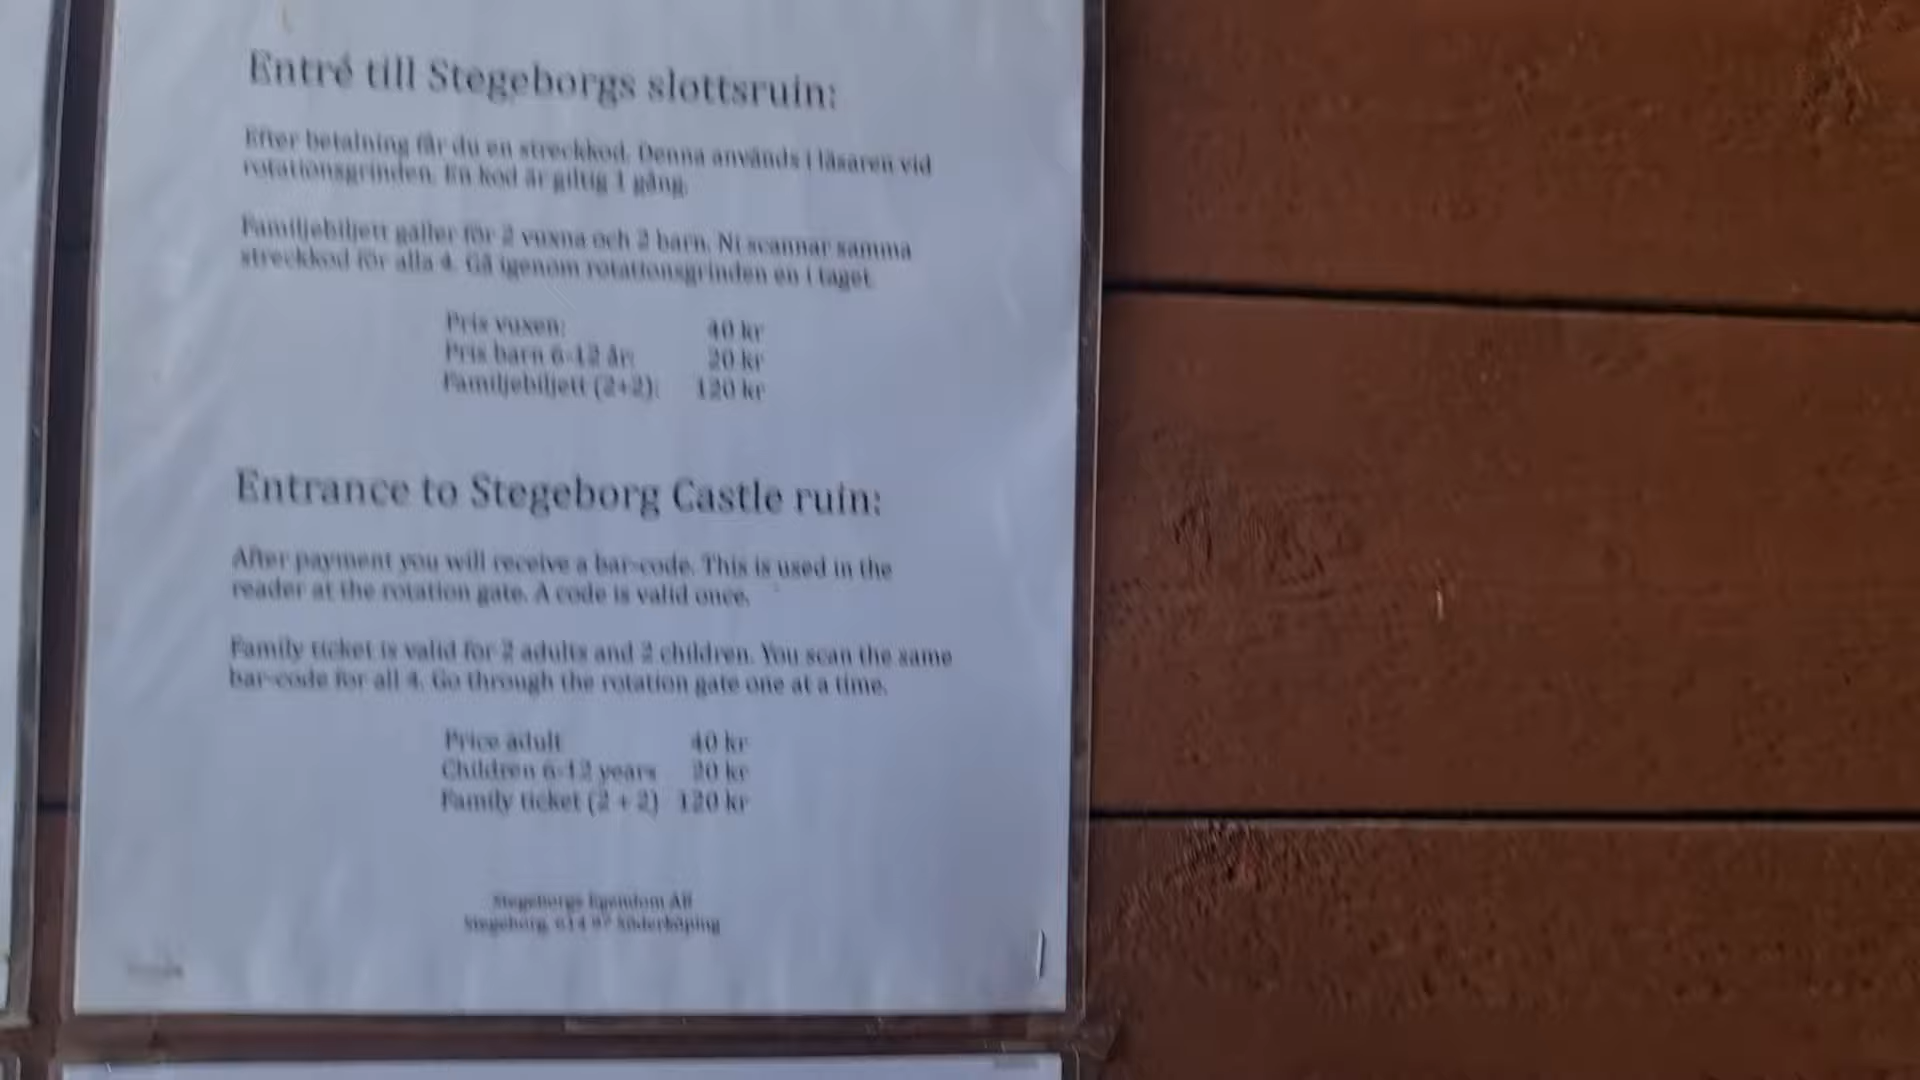 Entré till Stegeborgs slottsruin:
Efter betalning får du en streckkod. Denna används i läsaren vid
rotationsgrinden. En kod är giltig 1 gång.
Familjebiljett gäller för 2 vuxna och 2 barn. Ni scannar samma
streckkod för alla 4. Gå igenom rotationsgrinden en i taget.
Pris vuxen: 40 kr
Pris barn 6-12 år: 20 kr
Familjebiljett (2+2): 120 kr
Entrance to Stegeborg Castle ruin:
After payment you will receive a bar-code. This is used in the
reader at the rotation gate. A code is valid once.
Family ticket is valid for 2 adults and 2 children. You scan the same
bar-code for all 4. Go through the rotation gate one at a time.
Price adult 40 kr
Children 6-12 years 20 kr
Family ticket (2 + 2) 120 kr
Stegeborgs Egendom AB
Stegeborg, 614 97 Söderköping